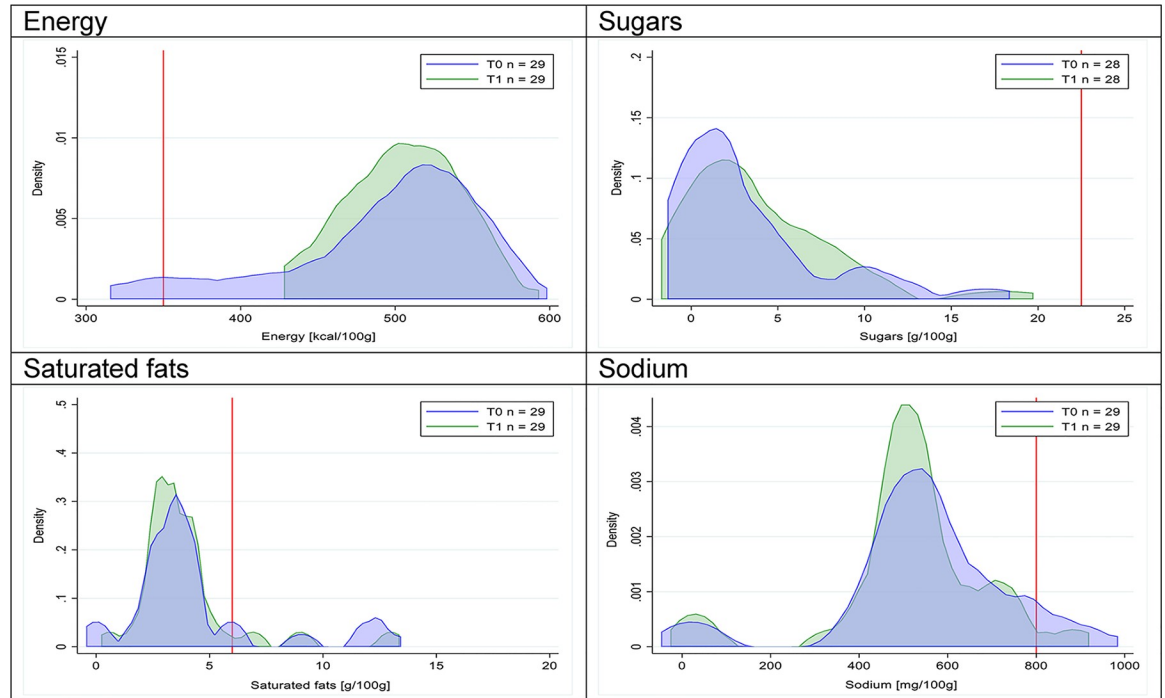 Energy
Sugars
.015
.01
.005
0
Density
T0 n = 29
T1 n = 29
300 400 500 600
Energy [kcal/100g]
.2
.15
.1
.05
0
Density
T0 n = 28
T1 n = 28
0 5 10 15 20 25
Sugars [g/100g]
Saturated fats
Sodium
.5
.4
.3
.2
.1
0
Density
T0 n = 29
T1 n = 29
0 5 10 15 20
Saturated fats [g/100g]
.004
.003
.002
.001
0
Density
T0 n = 29
T1 n = 29
0 200 400 600 800 1000
Sodium [mg/100g]